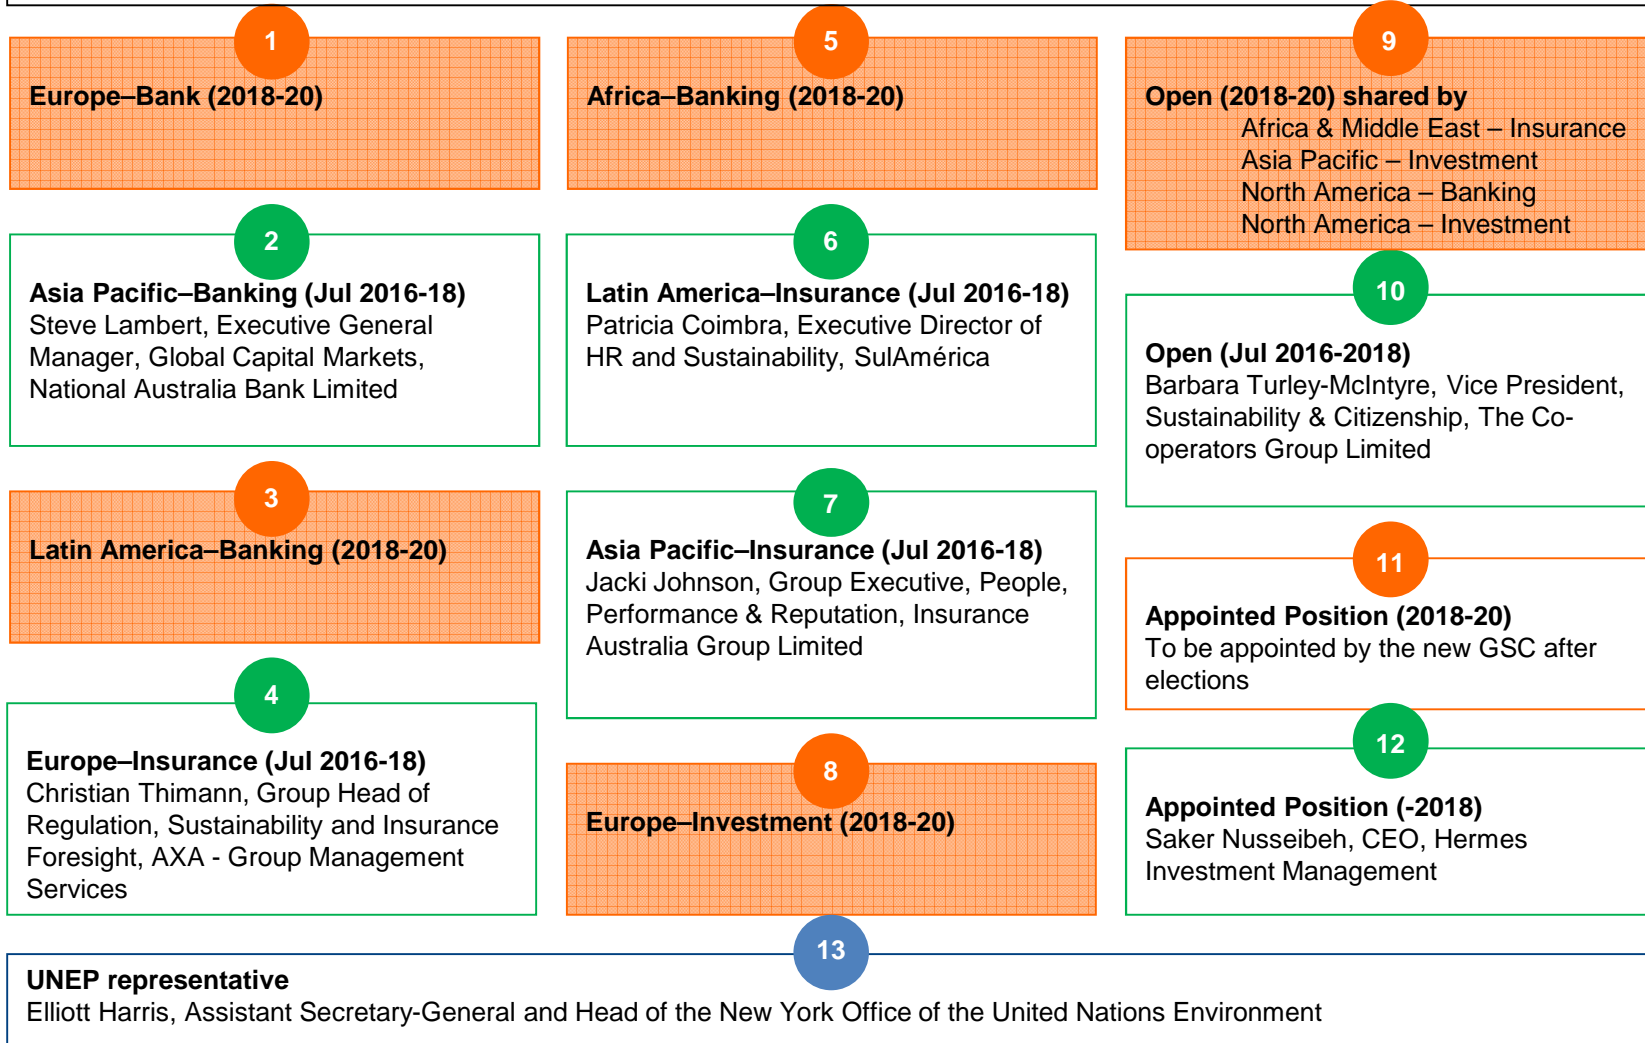 1
Europe–Bank (2018-20)
2
Asia Pacific–Banking (Jul 2016-18)
Steve Lambert, Executive General
Manager, Global Capital Markets,
National Australia Bank Limited
3
Latin America–Banking (2018-20)
4
Europe–Insurance (Jul 2016-18)
Christian Thimann, Group Head of
Regulation, Sustainability and Insurance
Foresight, AXA - Group Management
Services
5
Africa–Banking (2018-20)
6
Latin America–Insurance (Jul 2016-18)
Patricia Coimbra, Executive Director of
HR and Sustainability, SulAmérica
7
Asia Pacific–Insurance (Jul 2016-18)
Jacki Johnson, Group Executive, People,
Performance & Reputation, Insurance
Australia Group Limited
8
Europe–Investment (2018-20)
9
Open (2018-20) shared by
Africa & Middle East – Insurance
Asia Pacific – Investment
North America – Banking
North America – Investment
10
Open (Jul 2016-2018)
Barbara Turley-McIntyre, Vice President,
Sustainability & Citizenship, The Co-
operators Group Limited
11
Appointed Position (2018-20)
To be appointed by the new GSC after
elections
12
Appointed Position (-2018)
Saker Nusseibeh, CEO, Hermes
Investment Management
13
UNEP representative
Elliott Harris, Assistant Secretary-General and Head of the New York Office of the United Nations Environment